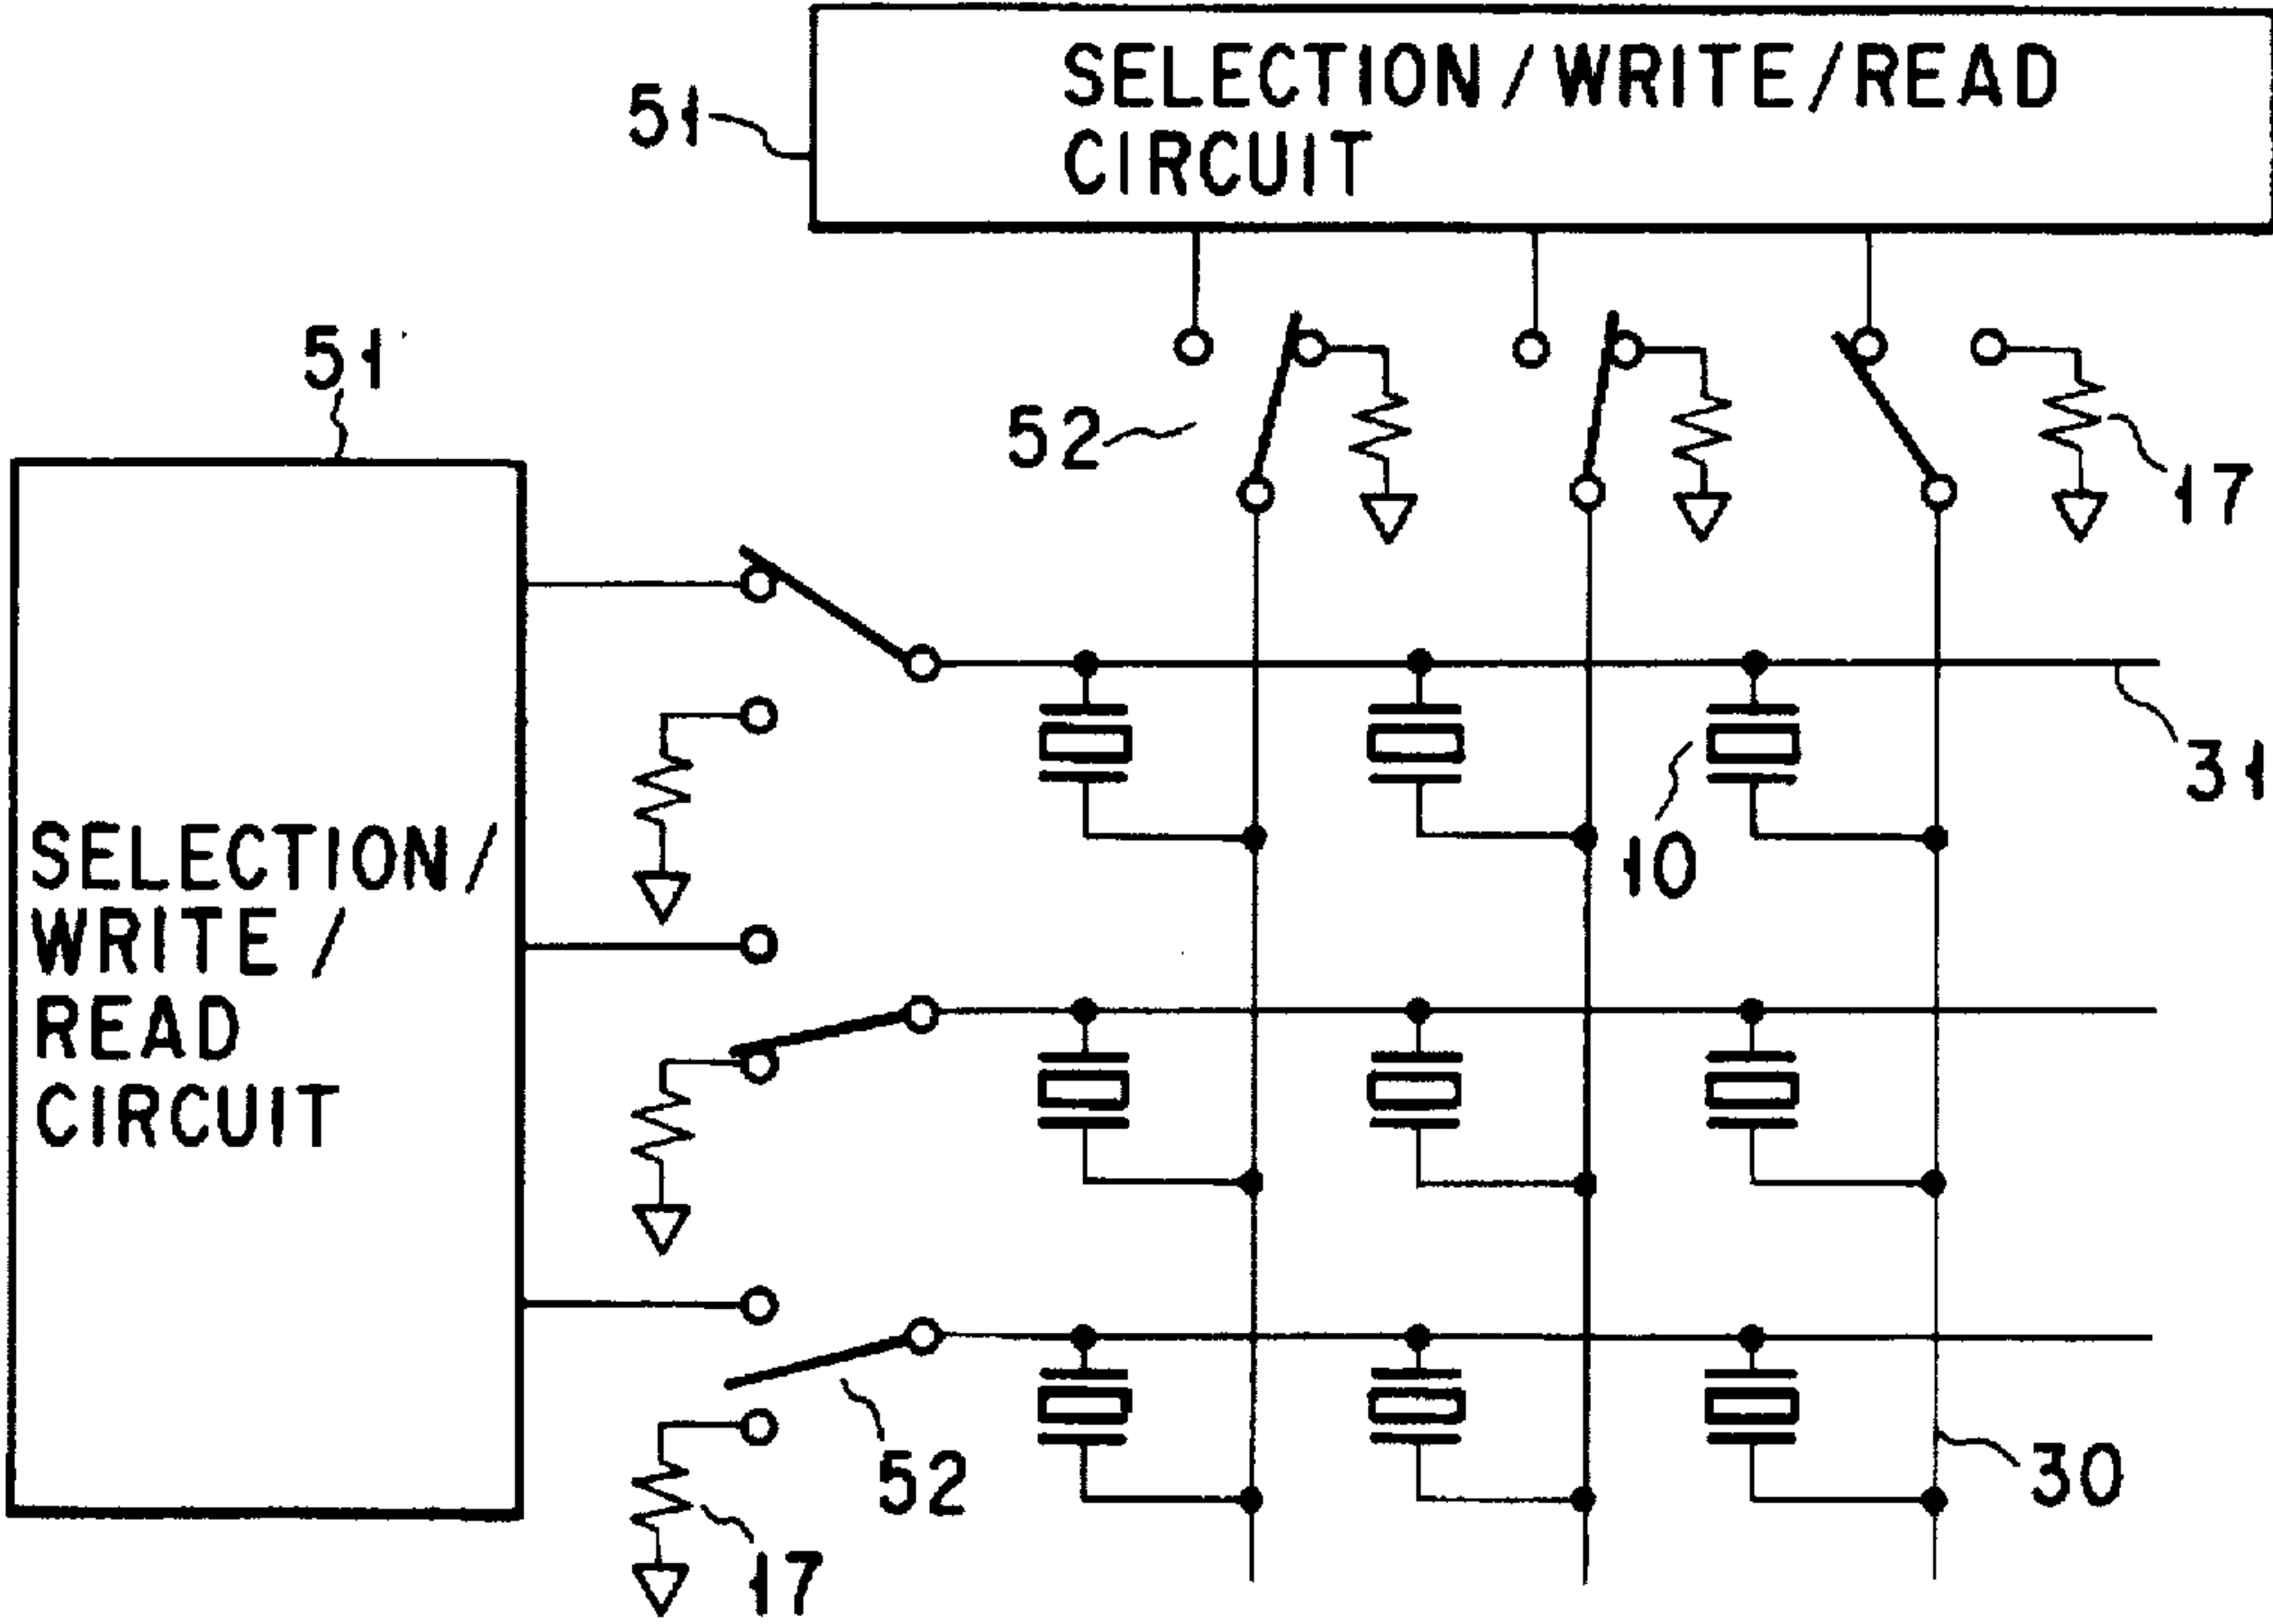 SELECTION/WRITE/READ
CIRCUIT
51
51
52
17
31
10
SELECTION/
WRITE/
READ
CIRCUIT
52
30
17